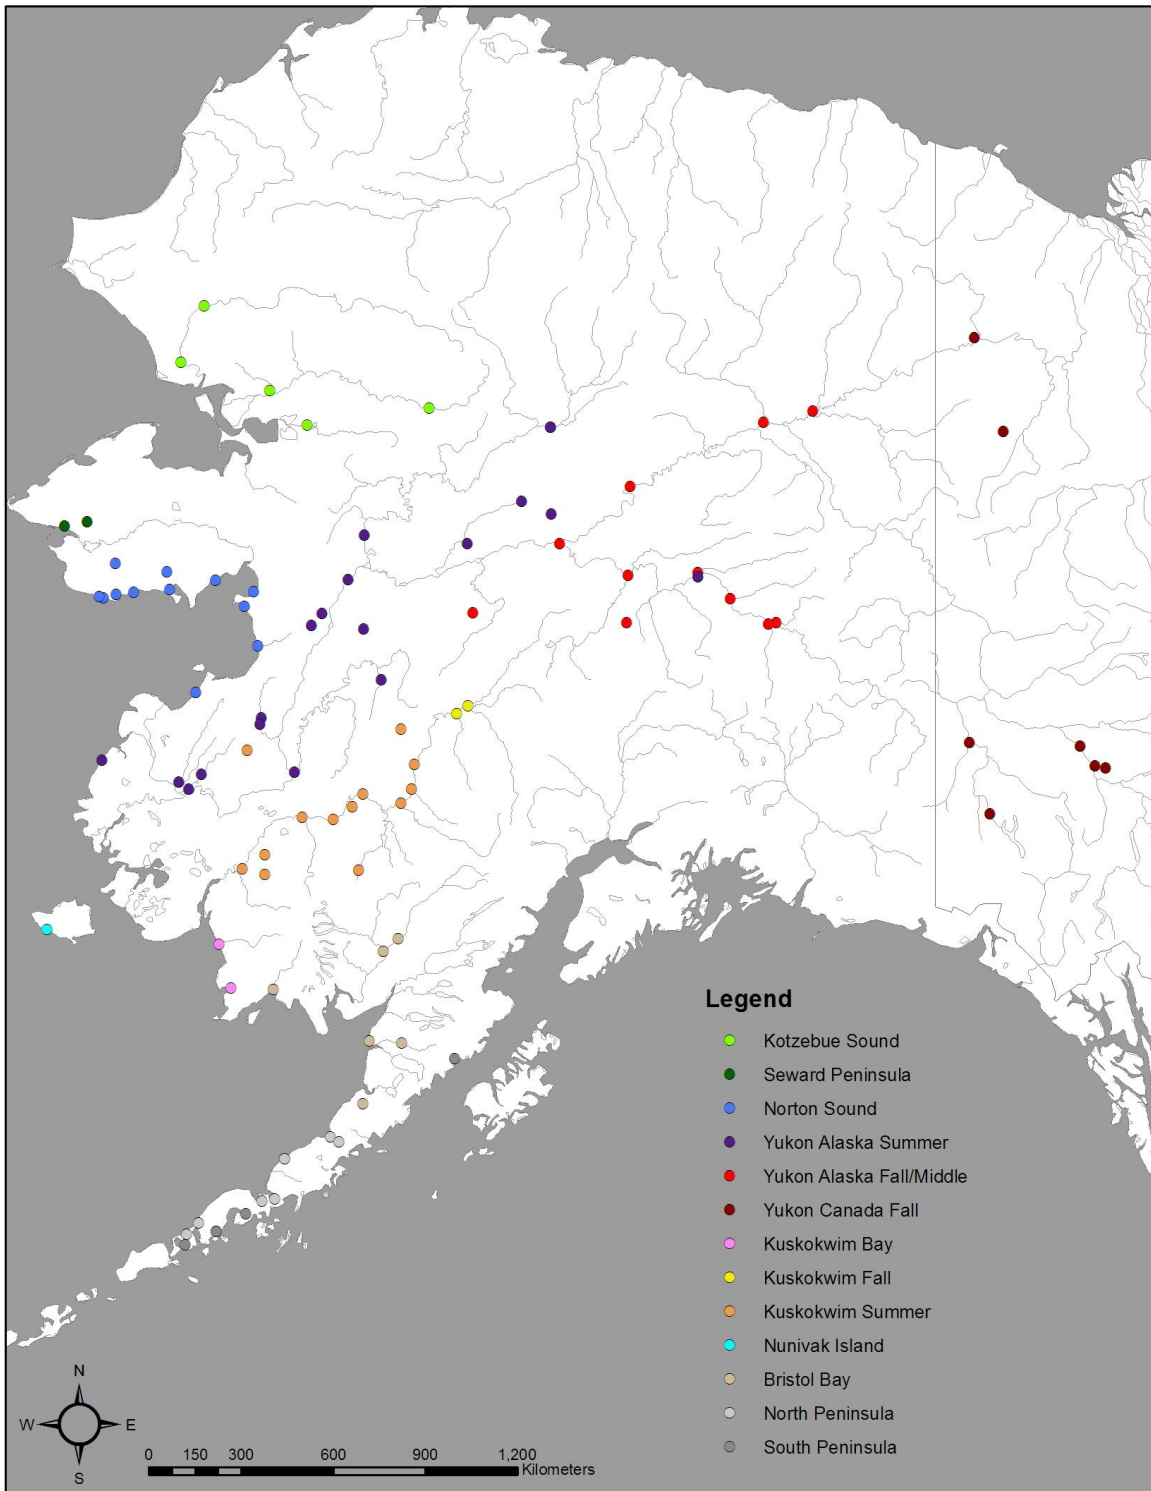 Legend
Kotzebue Sound
Seward Peninsula
Norton Sound
Yukon Alaska Summer
Yukon Alaska Fall/Middle
Yukon Canada Fall
Kuskokwim Bay
Kuskokwim Fall
Kuskokwim Summer
Nunivak Island
Bristol Bay
North Peninsula
South Peninsula
N
W E
S
0 150 300 600 900 1,200
Kilometers